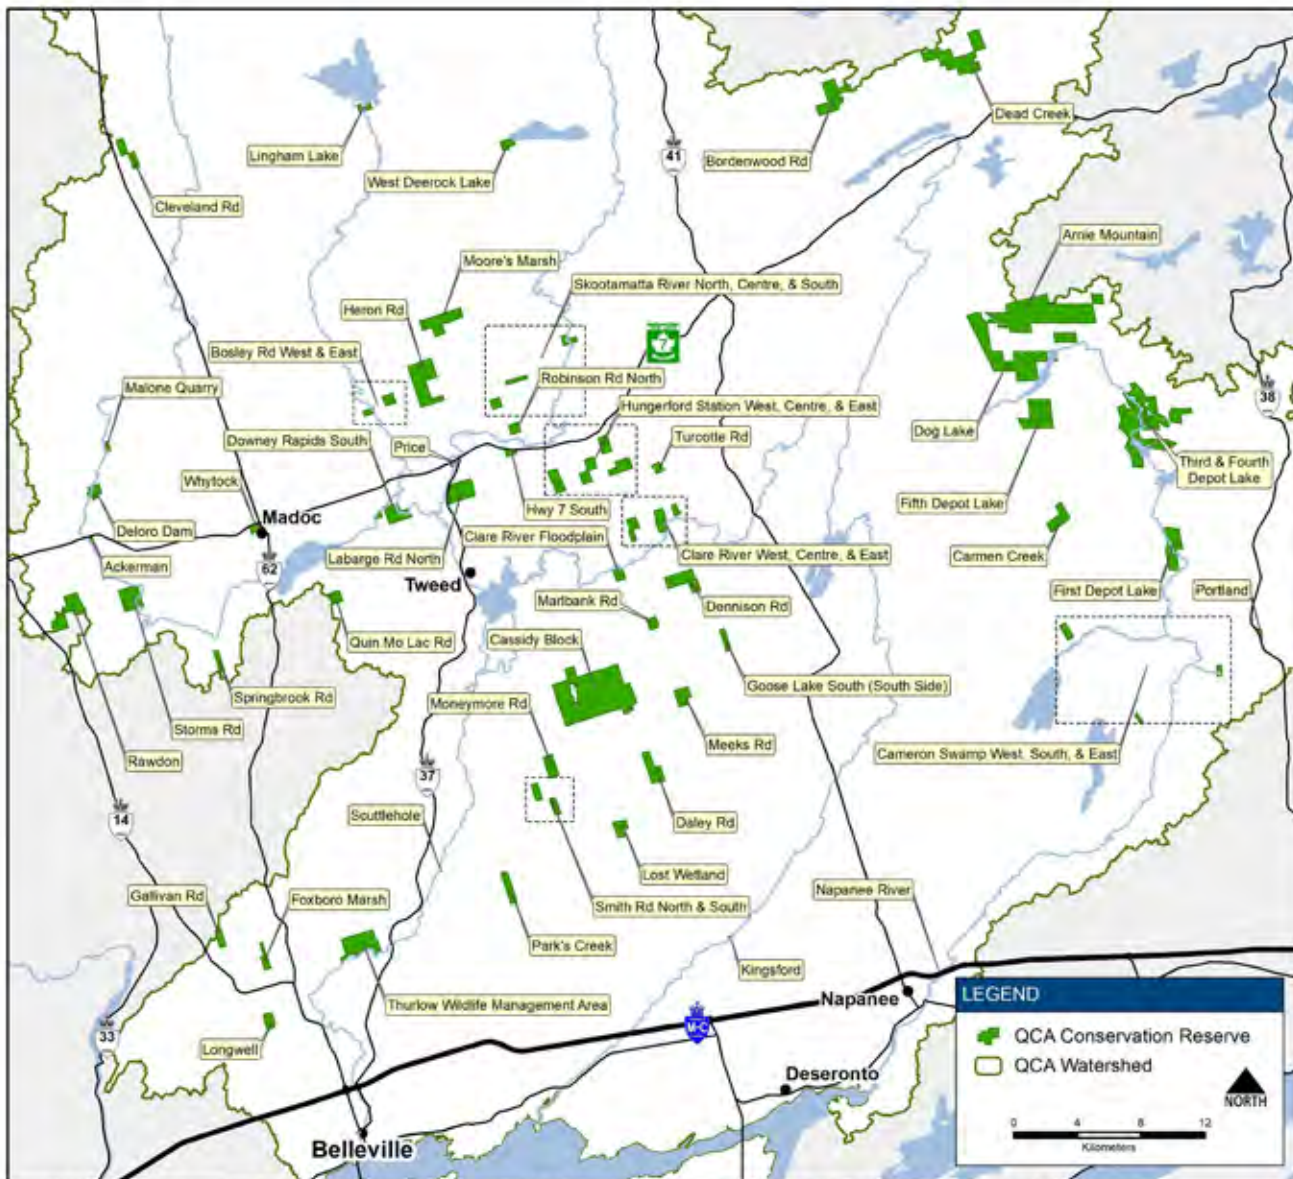 Dead Creek
41
Lingham Lake
Bordenwood Rd
West Deerock Lake
Cleveland Rd
Arnie Mountain
Moore's Marsh
Skootamatta River North, Centre, & South
Heron Rd
7
Bosley Rd West & East
Robinson Rd North
Malone Quarry
38
Hungerford Station West, Centre, & East
Dog Lake
Downey Rapids South
Price
Turcotte Rd
Third & Fourth
Depot Lake
Whytock
Fifth Depot Lake
Hwy 7 South
Madoc
Deloro Dam
Clare River Floodplain
Clare River West, Centre, & East
Carmen Creek
Ackerman
Labarge Rd North
62
Tweed
First Depot Lake
Portland
Marlbank Rd
Dennison Rd
Quin Mo Lac Rd
Cassidy Block
Goose Lake South (South Side)
Springbrook Rd
Moneymore Rd
Storms Rd
Meeks Rd
Cameron Swamp West, South, & East
Rawdon
37
14
Scuttlehole
Daley Rd
Lost Wetland
Gallivan Rd
Foxboro Marsh
Napanee River
Smith Rd North & South
Park's Creek
Kingsford
Thurlow Wildlife Management Area
Napanee
LEGEND
QCA Conservation Reserve
QCA Watershed
NORTH
0 4 8 12
Kilometers
M-C
33
Longwell
Deseronto
Belleville